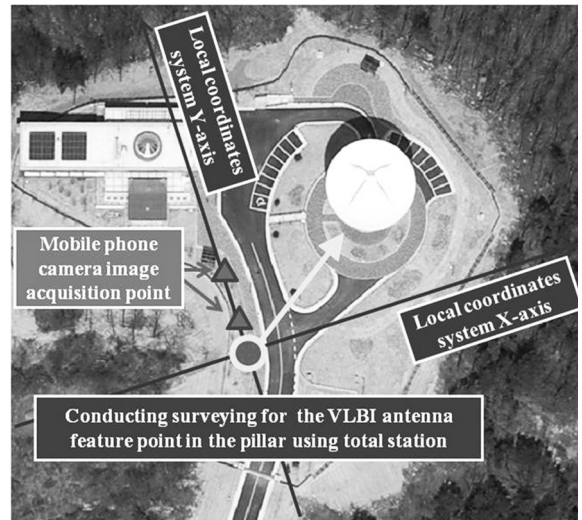 Local coordinates
system Y-axis
Mobile phone
camera image
acquisition point
Local coordinates
system X-axis
Conducting surveying for the VLBI antenna
feature point in the pillar using total station